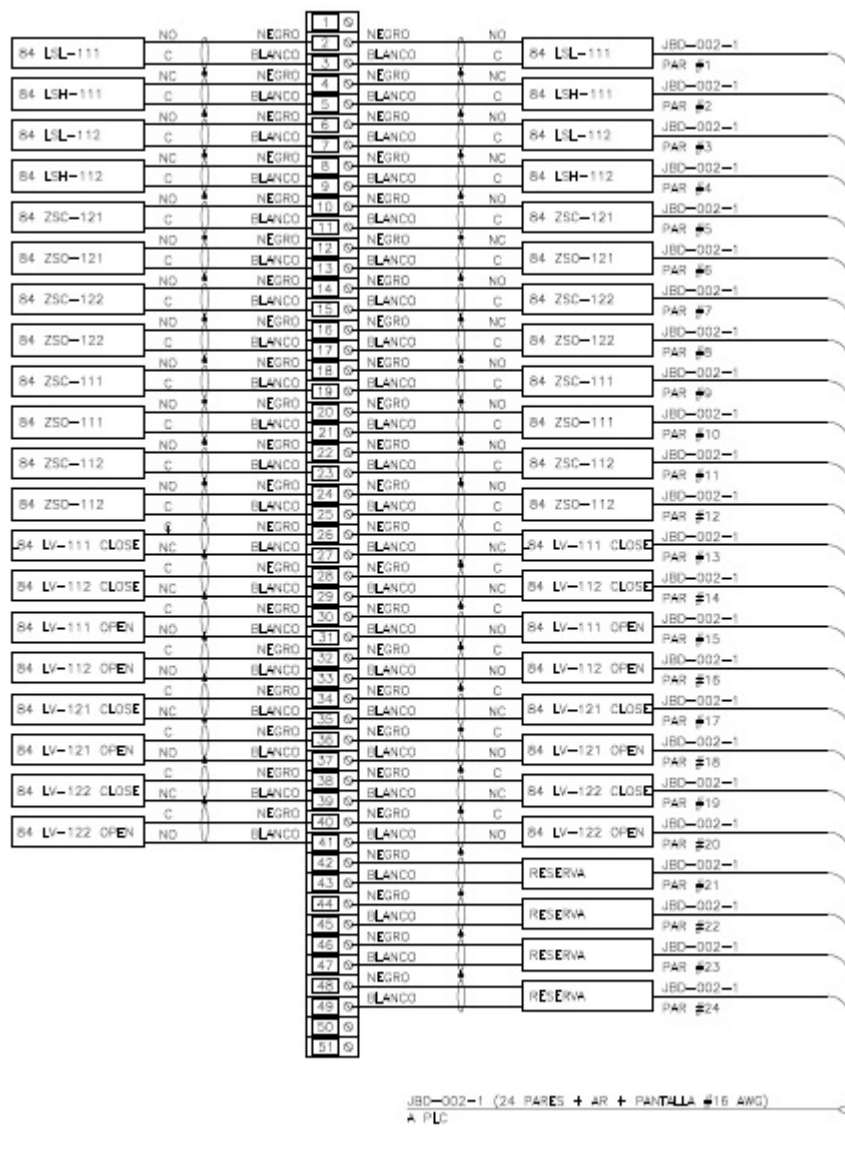 1
NO NEGRO 2 NEGRO NO JBD-002-1
84 LSL-111 C BLANCO 3 BLANCO C 84 LSL-111 PAR #1
NC NEGRO 4 NEGRO NC JBD-002-1
84 LSH-111 C BLANCO 5 BLANCO C 84 LSH-111 PAR #2
NO NEGRO 6 NEGRO NO JBD-002-1
84 LSL-112 C BLANCO 7 BLANCO C 84 LSL-112 PAR #3
NC NEGRO 8 NEGRO NC JBD-002-1
84 LSH-112 C BLANCO 9 BLANCO C 84 LSH-112 PAR #4
NO NEGRO 10 NEGRO NO JBD-002-1
84 ZSC-121 C BLANCO 11 BLANCO C 84 ZSC-121 PAR #5
NO NEGRO 12 NEGRO NC JBD-002-1
84 ZSO-121 C BLANCO 13 BLANCO C 84 ZSO-121 PAR #6
NO NEGRO 14 NEGRO NO JBD-002-1
84 ZSC-122 C BLANCO 15 BLANCO C 84 ZSC-122 PAR #7
NO NEGRO 16 NEGRO NC JBD-002-1
84 ZSO-122 C BLANCO 17 BLANCO C 84 ZSO-122 PAR #8
NO NEGRO 18 NEGRO NO JBD-002-1
84 ZSC-111 C BLANCO 19 BLANCO C 84 ZSC-111 PAR #9
NO NEGRO 20 NEGRO NO JBD-002-1
84 ZSO-111 C BLANCO 21 BLANCO C 84 ZSO-111 PAR #10
NO NEGRO 22 NEGRO NO JBD-002-1
84 ZSC-112 C BLANCO 23 BLANCO C 84 ZSC-112 PAR #11
NO NEGRO 24 NEGRO NO JBD-002-1
84 ZSO-112 C BLANCO 25 BLANCO C 84 ZSO-112 PAR #12
C NEGRO 26 NEGRO C JBD-002-1
84 LV-111 CLOSE NC BLANCO 27 BLANCO NC 84 LV-111 CLOSE PAR #13
C NEGRO 28 NEGRO C JBD-002-1
84 LV-112 CLOSE NC BLANCO 29 BLANCO NC 84 LV-112 CLOSE PAR #14
C NEGRO 30 NEGRO C JBD-002-1
84 LV-111 OPEN NO BLANCO 31 BLANCO NO 84 LV-111 OPEN PAR #15
C NEGRO 32 NEGRO C JBD-002-1
84 LV-112 OPEN NO BLANCO 33 BLANCO NO 84 LV-112 OPEN PAR #16
C NEGRO 34 NEGRO C JBD-002-1
84 LV-121 CLOSE NC BLANCO 35 BLANCO NC 84 LV-121 CLOSE PAR #17
C NEGRO 36 NEGRO C JBD-002-1
84 LV-121 OPEN NO BLANCO 37 BLANCO NO 84 LV-121 OPEN PAR #18
C NEGRO 38 NEGRO C JBD-002-1
84 LV-122 CLOSE NC BLANCO 39 BLANCO NC 84 LV-122 CLOSE PAR #19
C NEGRO 40 NEGRO C JBD-002-1
84 LV-122 OPEN NO BLANCO 41 BLANCO NO 84 LV-122 OPEN PAR #20
42 NEGRO JBD-002-1
43 BLANCO RESERVA PAR #21
44 NEGRO JBD-002-1
45 BLANCO RESERVA PAR #22
46 NEGRO JBD-002-1
47 BLANCO RESERVA PAR #23
48 NEGRO JBD-002-1
49 BLANCO RESERVA PAR #24
50
51
JBD-002-1 (24 PARES + AR + PANTALLA #16 AWG)
A PLC